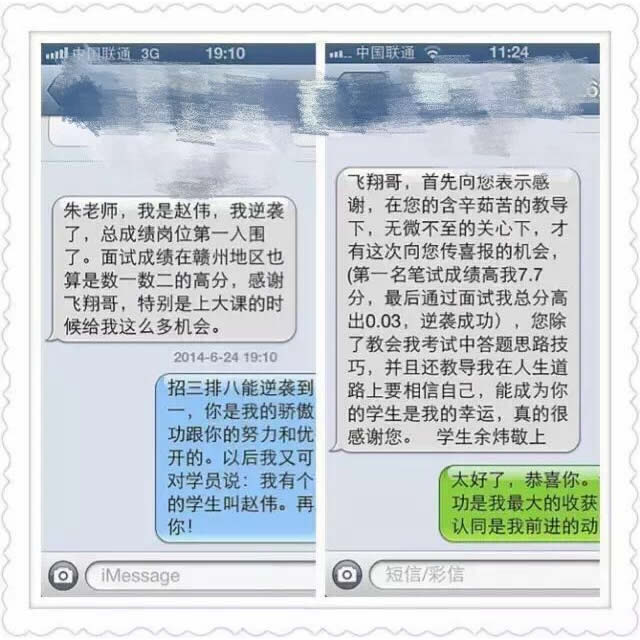 中国联通 3G 19:10
朱老师，我是赵伟，我逆袭
了，总成绩岗位第一人围
了。面试成绩在赣州地区也
算是数一数二的高分，感谢
飞翔哥，特别是上大课的时
候给我这么多机会。
2014-6-24 19:10
招三排八能逆袭到
一，你是我的骄傲
功跟你的努力和优
开的。以后我又可
对学员说：我有个
的学生叫赵伟。再
你！
iMessage
中国联通 11:24
飞翔哥，首先向您表示感
谢，在您的含辛茹苦的教导
下，无微不至的关心下，才
有这次向您传喜报的机会，
(第一名笔试成绩高我7.7
分，最后通过面试我总分高
出0.03，逆袭成功），您除
了教会我考试中答题思路技
巧，并且还教导我在人生道
路上要相信自己，能成为你
的学生是我的幸运，真的很
感谢您。 学生余炜敬上
太好了，恭喜你。
功是我最大的收获
认同是我前进的动
短信/彩信